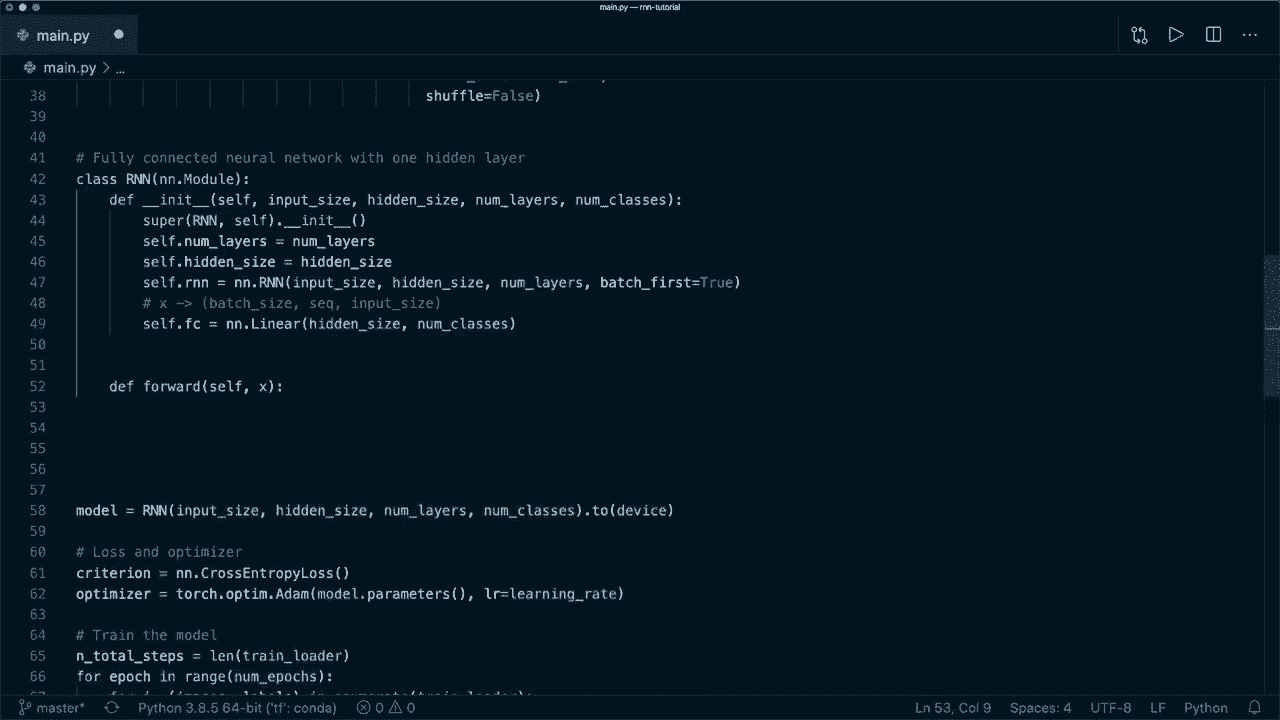 main.py — rnn-tutorial
main.py
main.py > ...
38 shuffle=False)
39
40
41 # Fully connected neural network with one hidden layer
42 class RNN(nn.Module):
43 def __init__(self, input_size, hidden_size, num_layers, num_classes):
44 super(RNN, self).__init__()
45 self.num_layers = num_layers
46 self.hidden_size = hidden_size
47 self.rnn = nn.RNN(input_size, hidden_size, num_layers, batch_first=True)
48 # x -> (batch_size, seq, input_size)
49 self.fc = nn.Linear(hidden_size, num_classes)
50
51
52 def forward(self, x):
53
54
55
56
57
58 model = RNN(input_size, hidden_size, num_layers, num_classes).to(device)
59
60 # Loss and optimizer
61 criterion = nn.CrossEntropyLoss()
62 optimizer = torch.optim.Adam(model.parameters(), lr=learning_rate)
63
64 # Train the model
65 n_total_steps = len(train_loader)
66 for epoch in range(num_epochs):
master* Python 3.8.5 64-bit ('tf': conda) 0 0 Ln 53, Col 9 Spaces: 4 UTF-8 LF Python